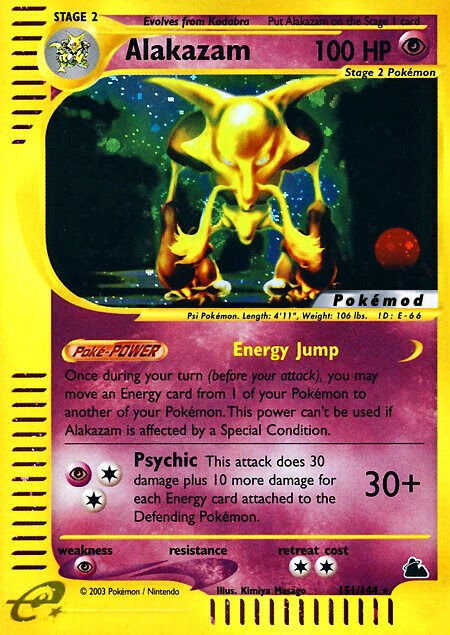 STAGE 2
Evolves from Kadabra
Put Alakazam on the Stage 1 card
Alakazam
100 HP
Stage 2 Pokémon
Pokémod
Psi Pokémon. Length: 4'11", Weight: 106 lbs. ID: E-66
Poké-POWER
Energy Jump
Once during your turn (before your attack), you may
move an Energy card from 1 of your Pokémon to
another of your Pokémon. This power can't be used if
Alakazam is affected by a Special Condition.
Psychic This attack does 30
damage plus 10 more damage for
each Energy card attached to the
Defending Pokémon.
30+
weakness
resistance
retreat cost
Illus. Kimiya Masago
© 2003 Pokémon / Nintendo
151/144
e